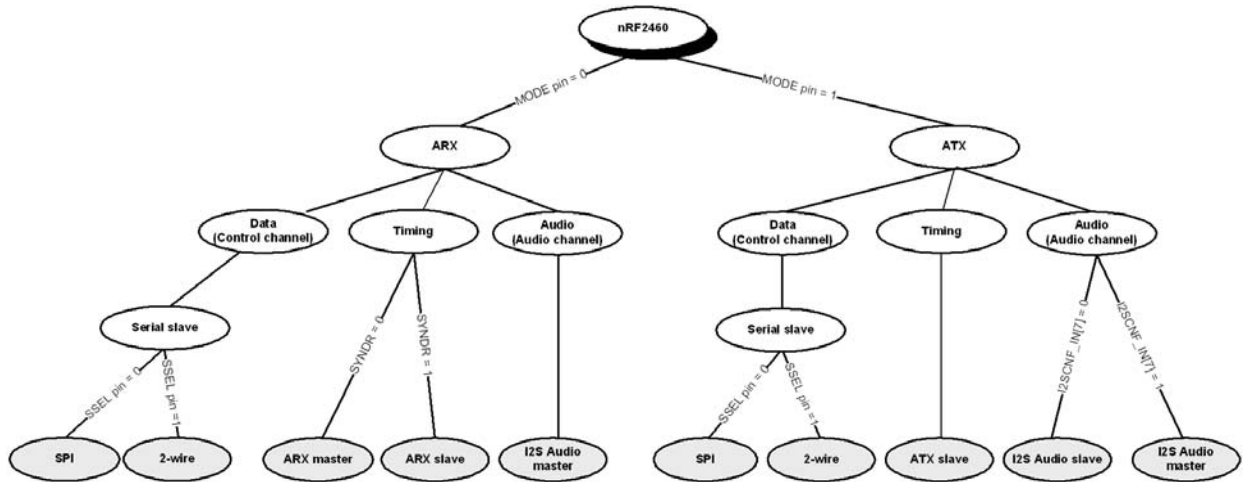 nRF2460
MODE pin = 0
MODE pin = 1
ARX
ATX
Data
(Control channel)
Timing
Audio
(Audio channel)
Data
(Control channel)
Timing
Audio
(Audio channel)
Serial slave
SYNDR = 0
SYNDR = 1
Serial slave
I2SCNF_IN[7] = 0
I2SCNF_IN[7] = 1
SSEL pin = 0
SSEL pin =1
SSEL pin = 0
SSEL pin =1
SPI
2-wire
ARX master
ARX slave
I2S Audio
master
SPI
2-wire
ATX slave
I2S Audio slave
I2S Audio
master